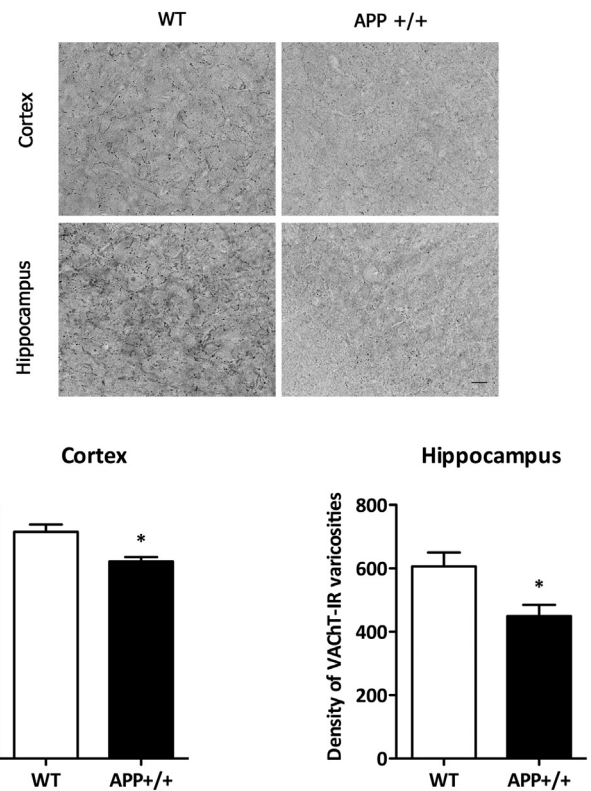 WT
APP +/+
Cortex
Hippocampus
Cortex
*
WT
APP+/+
Hippocampus
Density of VAChT-IR varicosities
800
600
400
200
0
*
WT
APP+/+